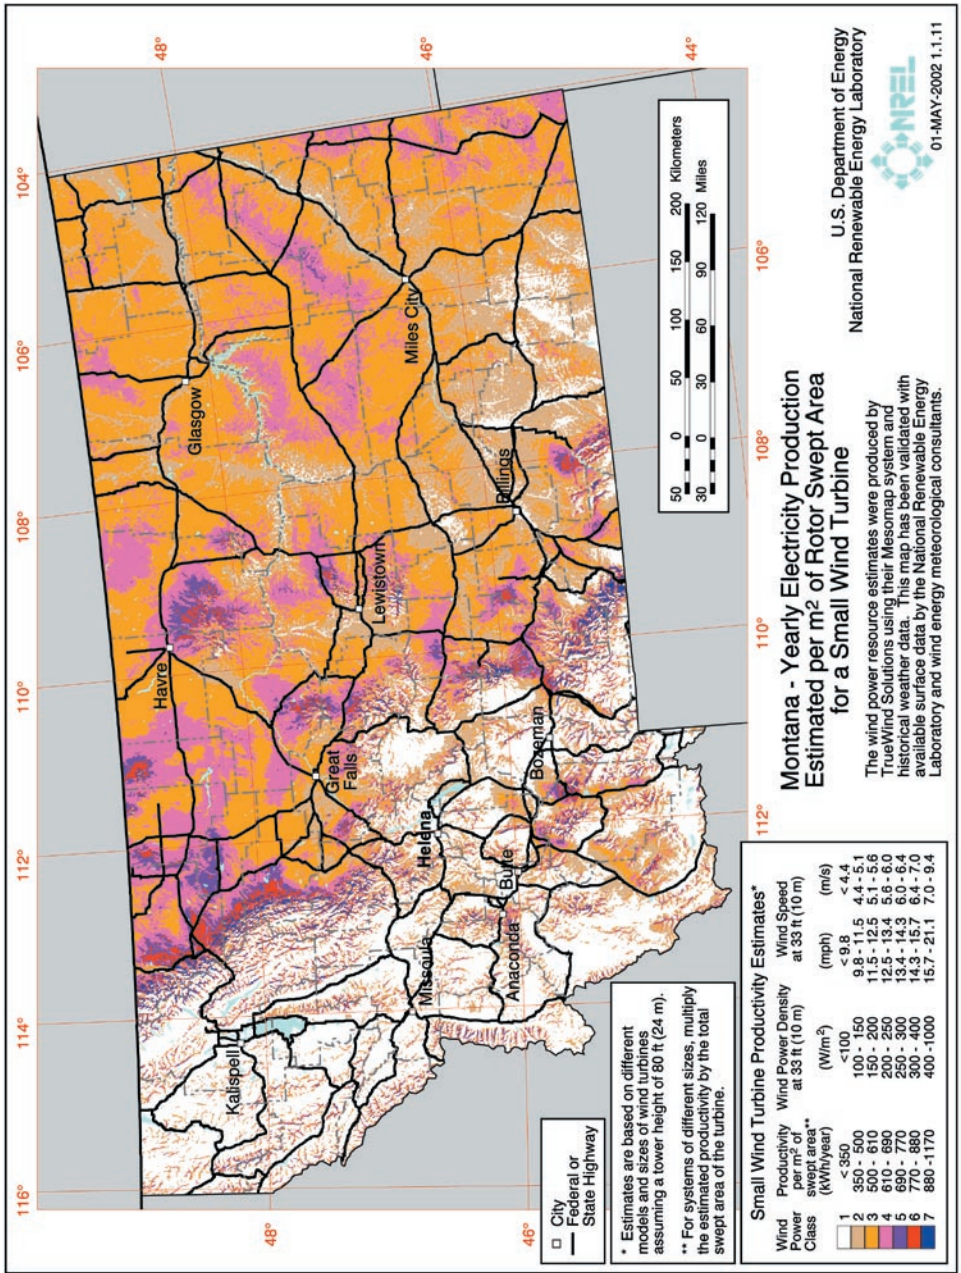 116°
114°
112°
110°
108°
106°
104°
48°
46°
48°
46°
44°
112°
110°
108°
106°
Kalispell
Missoula
Anaconda
Butte
Helena
Bozeman
Great
Falls
Havre
Lewistown
Billings
Glasgow
Miles City
City
Federal or
State Highway
* Estimates are based on different
models and sizes of wind turbines
assuming a tower height of 80 ft (24 m).
** For systems of different sizes, multiply
the estimated productivity by the total
swept area of the turbine.
50 0 50 100 150 200 Kilometers
30 0 30 60 90 120 Miles
Small Wind Turbine Productivity Estimates*
Wind Power Class
Productivity per m² of swept area** (kWh/year)
Wind Power Density at 33 ft (10 m) (W/m²)
Wind Speed at 33 ft (10 m)
(mph) (m/s)
1 < 350 <100 < 9.8 < 4.4
2 350 - 500 100 - 150 9.8 - 11.5 4.4 - 5.1
3 500 - 610 150 - 200 11.5 - 12.5 5.1 - 5.6
4 610 - 690 200 - 250 12.5 - 13.4 5.6 - 6.0
5 690 - 770 250 - 300 13.4 - 14.3 6.0 - 6.4
6 770 - 880 300 - 400 14.3 - 15.7 6.4 - 7.0
7 880 -1170 400 -1000 15.7 - 21.1 7.0 - 9.4
Montana - Yearly Electricity Production
Estimated per m² of Rotor Swept Area
for a Small Wind Turbine
The wind power resource estimates were produced by
TrueWind Solutions using their Mesomap system and
historical weather data. This map has been validated with
available surface data by the National Renewable Energy
Laboratory and wind energy meteorological consultants.
U.S. Department of Energy
National Renewable Energy Laboratory
NREL
01-MAY-2002 1.1.11